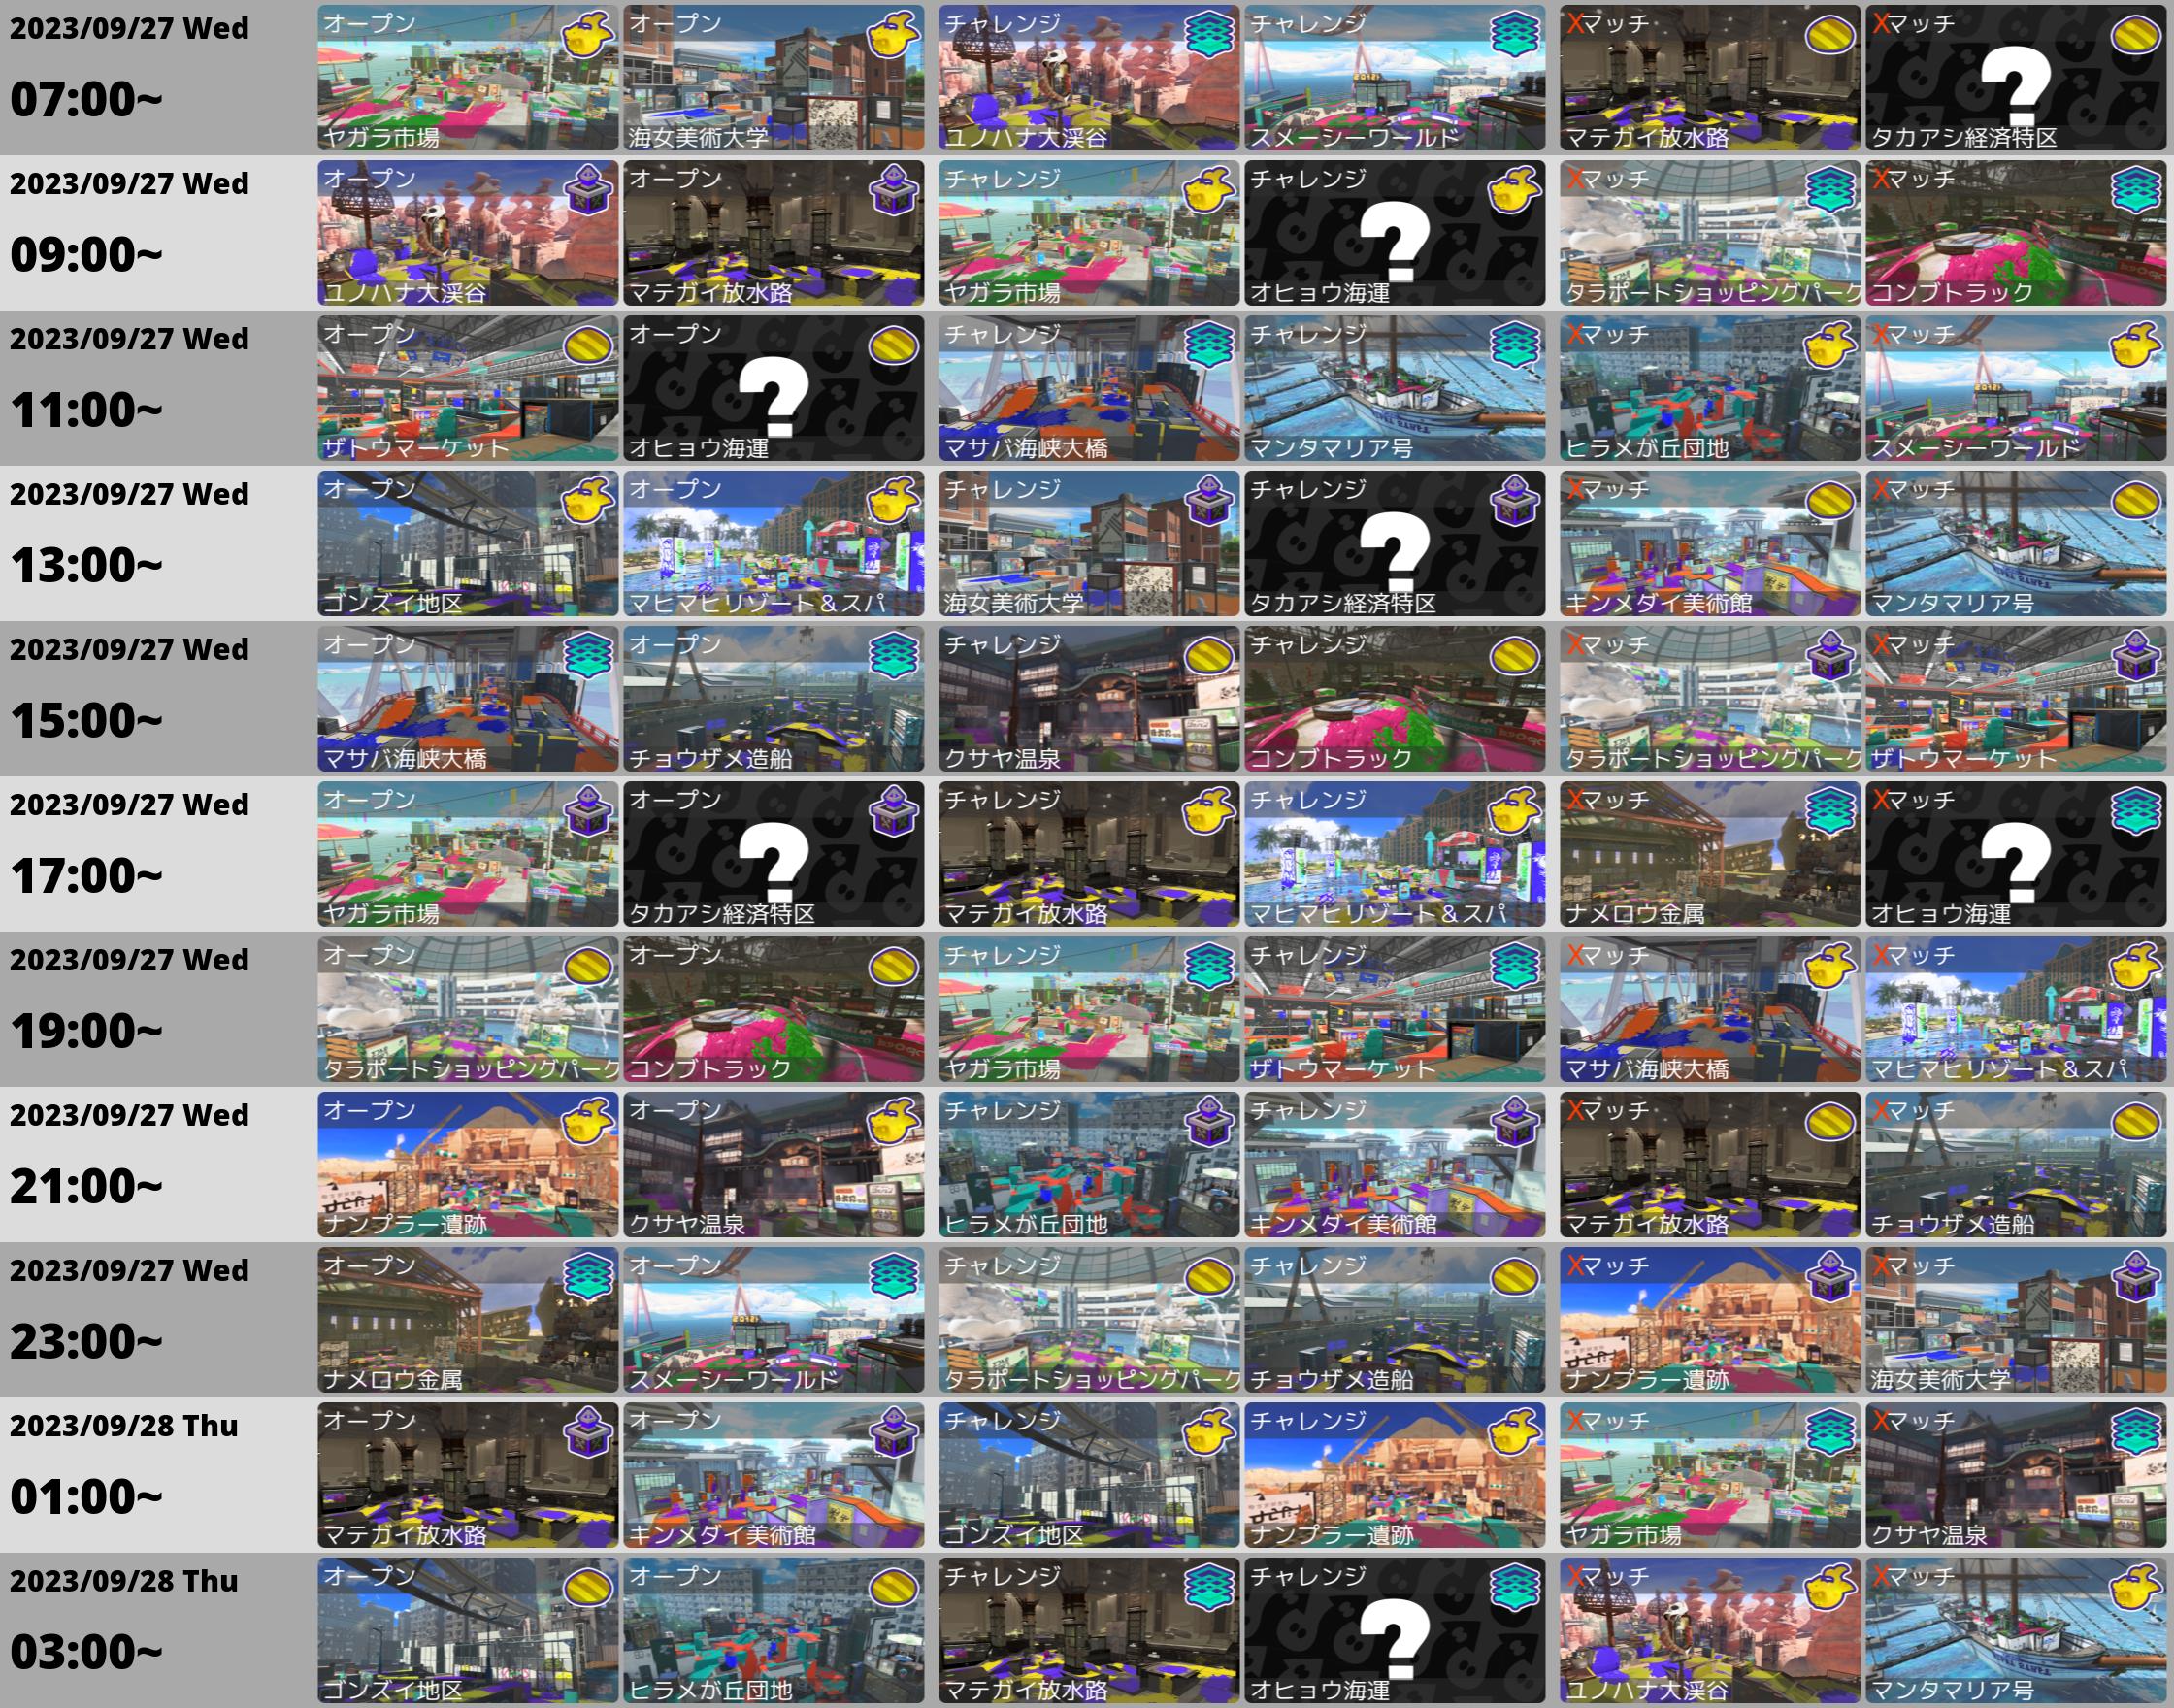 2023/09/27 Wed
07:00~
オープン オープン チャレンジ チャレンジ Xマッチ Xマッチ
ヤガラ市場 海女美術大学 ユノハナ大渓谷 スメーシーワールド マテガイ放水路 タカアシ経済特区
2023/09/27 Wed
09:00~
オープン オープン チャレンジ チャレンジ Xマッチ Xマッチ
ユノハナ大渓谷 マテガイ放水路 ヤガラ市場 オヒョウ海運 タラポートショッピングパーク コンブトラック
2023/09/27 Wed
11:00~
オープン オープン チャレンジ チャレンジ Xマッチ Xマッチ
ザトウマーケット オヒョウ海運 マサバ海峡大橋 マンタマリア号 ヒラメが丘団地 スメーシーワールド
2023/09/27 Wed
13:00~
オープン オープン チャレンジ チャレンジ Xマッチ Xマッチ
ゴンズイ地区 マヒマヒリゾート＆スパ 海女美術大学 タカアシ経済特区 キンメダイ美術館 マンタマリア号
2023/09/27 Wed
15:00~
オープン オープン チャレンジ チャレンジ Xマッチ Xマッチ
マサバ海峡大橋 チョウザメ造船 クサヤ温泉 コンブトラック タラポートショッピングパーク ザトウマーケット
2023/09/27 Wed
17:00~
オープン オープン チャレンジ チャレンジ Xマッチ Xマッチ
ヤガラ市場 タカアシ経済特区 マテガイ放水路 マヒマヒリゾート＆スパ ナメロウ金属 オヒョウ海運
2023/09/27 Wed
19:00~
オープン オープン チャレンジ チャレンジ Xマッチ Xマッチ
タラポートショッピングパーク コンブトラック ヤガラ市場 ザトウマーケット マサバ海峡大橋 マヒマヒリゾート＆スパ
2023/09/27 Wed
21:00~
オープン オープン チャレンジ チャレンジ Xマッチ Xマッチ
ナンプラー遺跡 クサヤ温泉 ヒラメが丘団地 キンメダイ美術館 マテガイ放水路 チョウザメ造船
2023/09/27 Wed
23:00~
オープン オープン チャレンジ チャレンジ Xマッチ Xマッチ
ナメロウ金属 スメーシーワールド タラポートショッピングパーク チョウザメ造船 ナンプラー遺跡 海女美術大学
2023/09/28 Thu
01:00~
オープン オープン チャレンジ チャレンジ Xマッチ Xマッチ
マテガイ放水路 キンメダイ美術館 ゴンズイ地区 ナンプラー遺跡 ヤガラ市場 クサヤ温泉
2023/09/28 Thu
03:00~
オープン オープン チャレンジ チャレンジ Xマッチ Xマッチ
ゴンズイ地区 ヒラメが丘団地 マテガイ放水路 オヒョウ海運 ユノハナ大渓谷 マンタマリア号